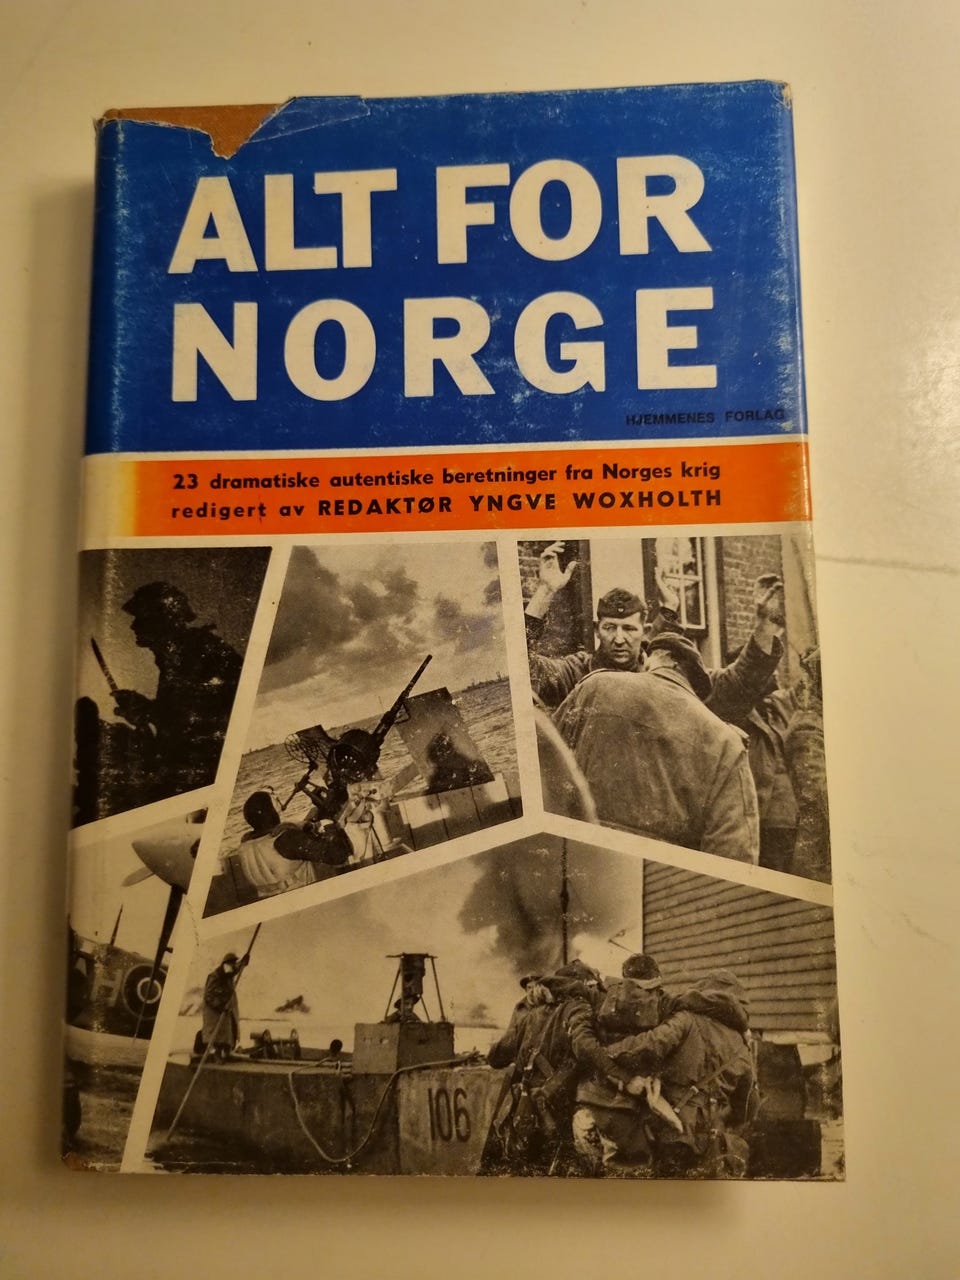 ALT FOR
NORGE
HJEMMENES FORLAG
23 dramatiske autentiske beretninger fra Norges krig
redigert av REDAKTØR YNGVE WOXHOLTH
H
106